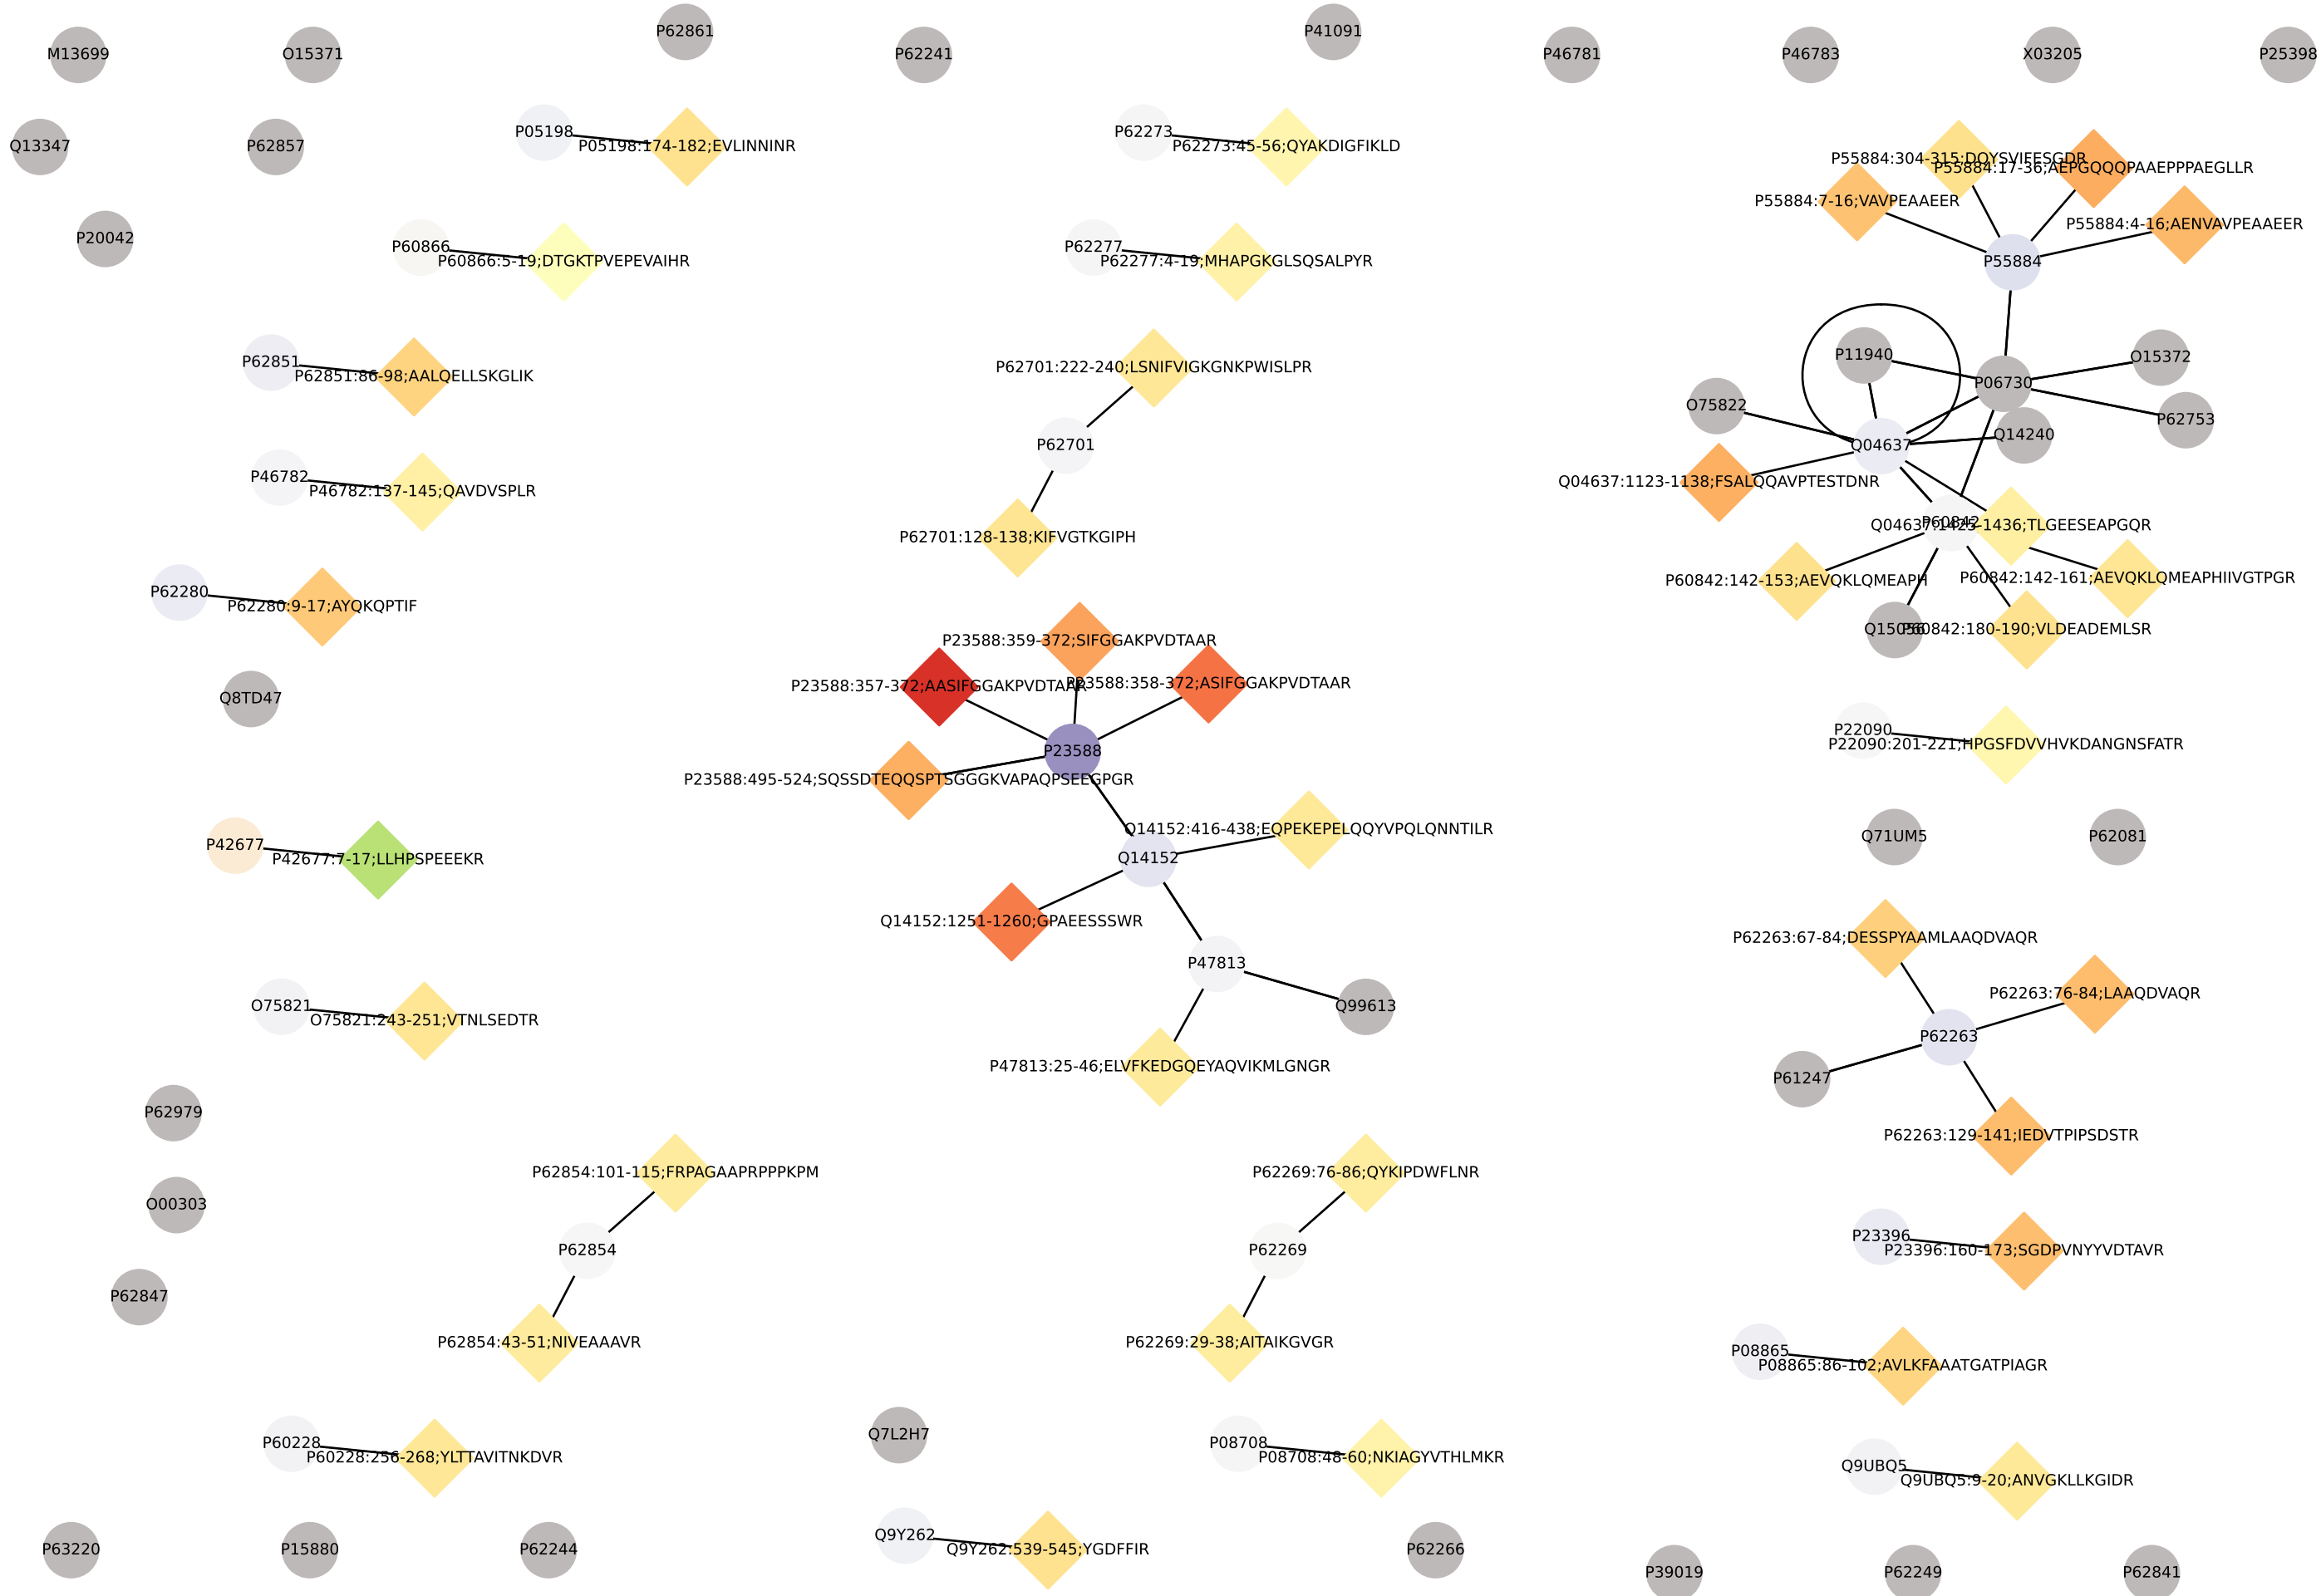 P62861
P41091
M13699
O15371
P62241
P46781
P46783
X03205
P25398
P05198
P62273
Q13347
P62857
P05198:174-182;EVLINNINR
P62273:45-56;QYAKDIGFIKLD
P55884:304-315;DQYSVIFESGDR
P55884:17-36;AEPGQQQPAAEPPPAEGLLR
P55884:7-16;VAVPEAAEER
P55884:4-16;AENVAVPEAAEER
P20042
P60866
P62277
P60866:5-19;DTGKTPVEPEVAIHR
P62277:4-19;MHAPGKGLSQSALPYR
P55884
P62851
P62701:222-240;LSNIFVIGKGNKPWISLPR
P11940
O15372
P62851:86-98;AALQELLSKGLIK
P06730
O75822
P62753
P62701
Q04637
Q14240
P46782
Q04637:1123-1138;FSALQQAVPTESTDNR
P46782:137-145;QAVDVSPLR
P60842
Q04637:1425-1436;TLGEESEAPGQR
P62701:128-138;KIFVGTKGIPH
P60842:142-153;AEVQKLQMEAPH
P60842:142-161;AEVQKLQMEAPHIIVGTPGR
P62280
P62280:9-17;AYQKQPTIF
Q15056
P60842:180-190;VLDEADEMLSR
P23588:359-372;SIFGGAKPVDTAAR
P23588:357-372;AASIFGGAKPVDTAAR
P23588:358-372;ASIFGGAKPVDTAAR
Q8TD47
P22090
P22090:201-221;HPGSFDVVHVKDANGNSFATR
P23588
P23588:495-524;SQSSDTEQQSPTSGGGKVAPAQPSEEGPGR
Q14152:416-438;EQPEKEPELQQYVPQLQNNTILR
Q71UM5
P62081
P42677
P42677:7-17;LLHPSPEEEKR
Q14152
Q14152:1251-1260;GPAEESSSWR
P62263:67-84;DESSPYAAMLAAQDVAQR
P47813
P62263:76-84;LAAQDVAQR
O75821
Q99613
O75821:243-251;VTNLSEDTR
P62263
P47813:25-46;ELVFKEDGQEYAQVIKMLGNGR
P61247
P62979
P62263:129-141;IEDVTPIPSDSTR
P62854:101-115;FRPAGAAPRPPPKPM
P62269:76-86;QYKIPDWFLNR
O00303
P23396
P62854
P62269
P23396:160-173;SGDPVNYYVDTAVR
P62847
P62854:43-51;NIVEAAAVR
P62269:29-38;AITAIKGVGR
P08865
P08865:86-102;AVLKFAAATGATPIAGR
Q7L2H7
P60228
P08708
P60228:256-268;YLTTAVITNKDVR
P08708:48-60;NKIAGYVTHLMKR
Q9UBQ5
Q9UBQ5:9-20;ANVGKLLKGIDR
Q9Y262
P63220
P15880
P62244
Q9Y262:539-545;YGDFFIR
P62266
P39019
P62249
P62841